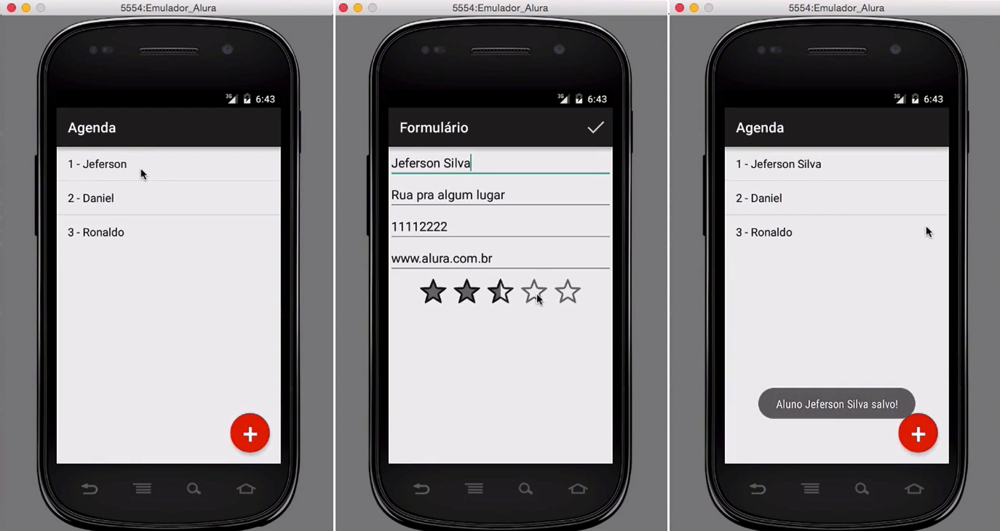 5554:Emulador_Alura
3G 6:43
Agenda
1 - Jeferson
2 - Daniel
3 - Ronaldo
+
5554:Emulador_Alura
3G 6:43
Formulário
Jeferson Silva
Rua pra algum lugar
11112222
www.alura.com.br
5554:Emulador_Alura
3G 6:43
Agenda
1 - Jeferson Silva
2 - Daniel
3 - Ronaldo
Aluno Jeferson Silva salvo!
+